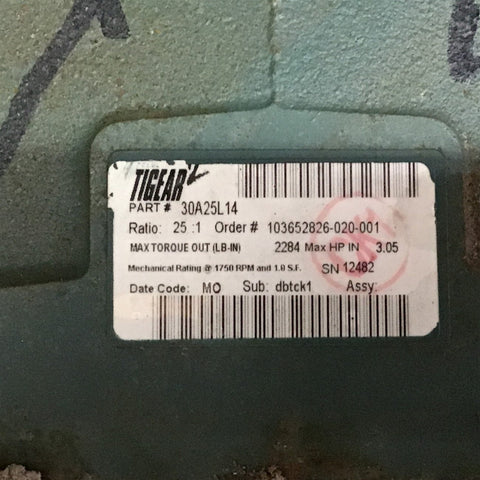 TIGEAR
PART # 30A25L14
Ratio: 25 :1 Order # 103652826-020-001
MAX TORQUE OUT (LB-IN) 2284 Max HP IN 3.05
Mechanical Rating @ 1750 RPM and 1.0 S.F. SN 12482
Date Code: MO Sub: dbtck1 Assy: